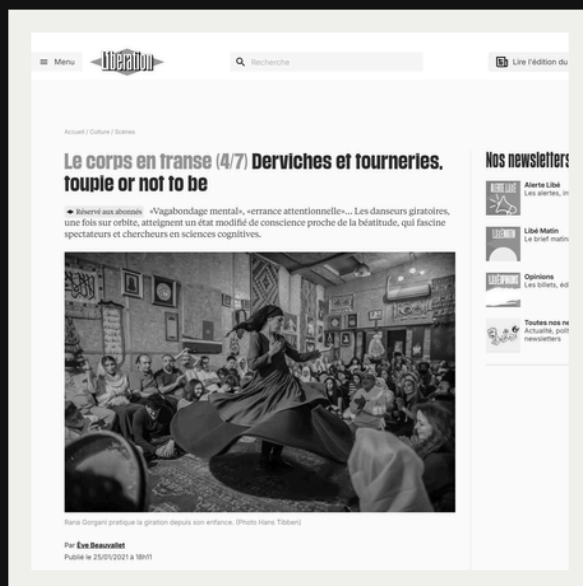 Menu
Libération
Recherche
Lire l'édition du
Accueil / Culture / Scènes
Le corps en transe (4/7) Derviches et tourneries,
toupie or not to be
Réservé aux abonnés «Vagabondage mental», «errance attentionnelle»... Les danseurs giratoires,
une fois sur orbite, atteignent un état modifié de conscience proche de la béatitude, qui fascine
spectateurs et chercheurs en sciences cognitives.
Rana Gorgani pratique la giration depuis son enfance. (Photo Hans Tibben)
Par Ève Beauvallet
Publié le 25/01/2021 à 18h11
Nos newsletters
ALERTE LIBÉ
Alerte Libé
Les alertes, in
Libé Matin
Le brief matin
Opinions
Les billets, éd
Toutes nos ne
Actualité, polit
newsletters